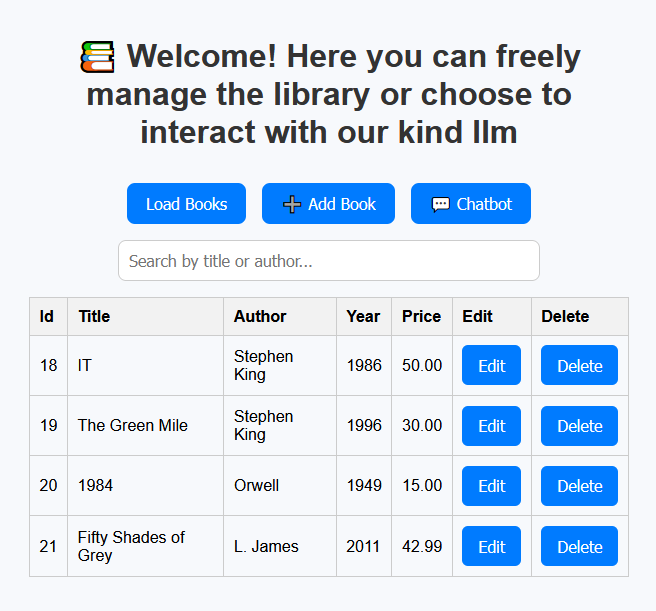 📚 Welcome! Here you can freely
manage the library or choose to
interact with our kind llm
Load Books ➕ Add Book 💬 Chatbot
Search by title or author...
Id Title Author Year Price Edit Delete
18 IT Stephen King 1986 50.00 Edit Delete
19 The Green Mile Stephen King 1996 30.00 Edit Delete
20 1984 Orwell 1949 15.00 Edit Delete
21 Fifty Shades of Grey L. James 2011 42.99 Edit Delete